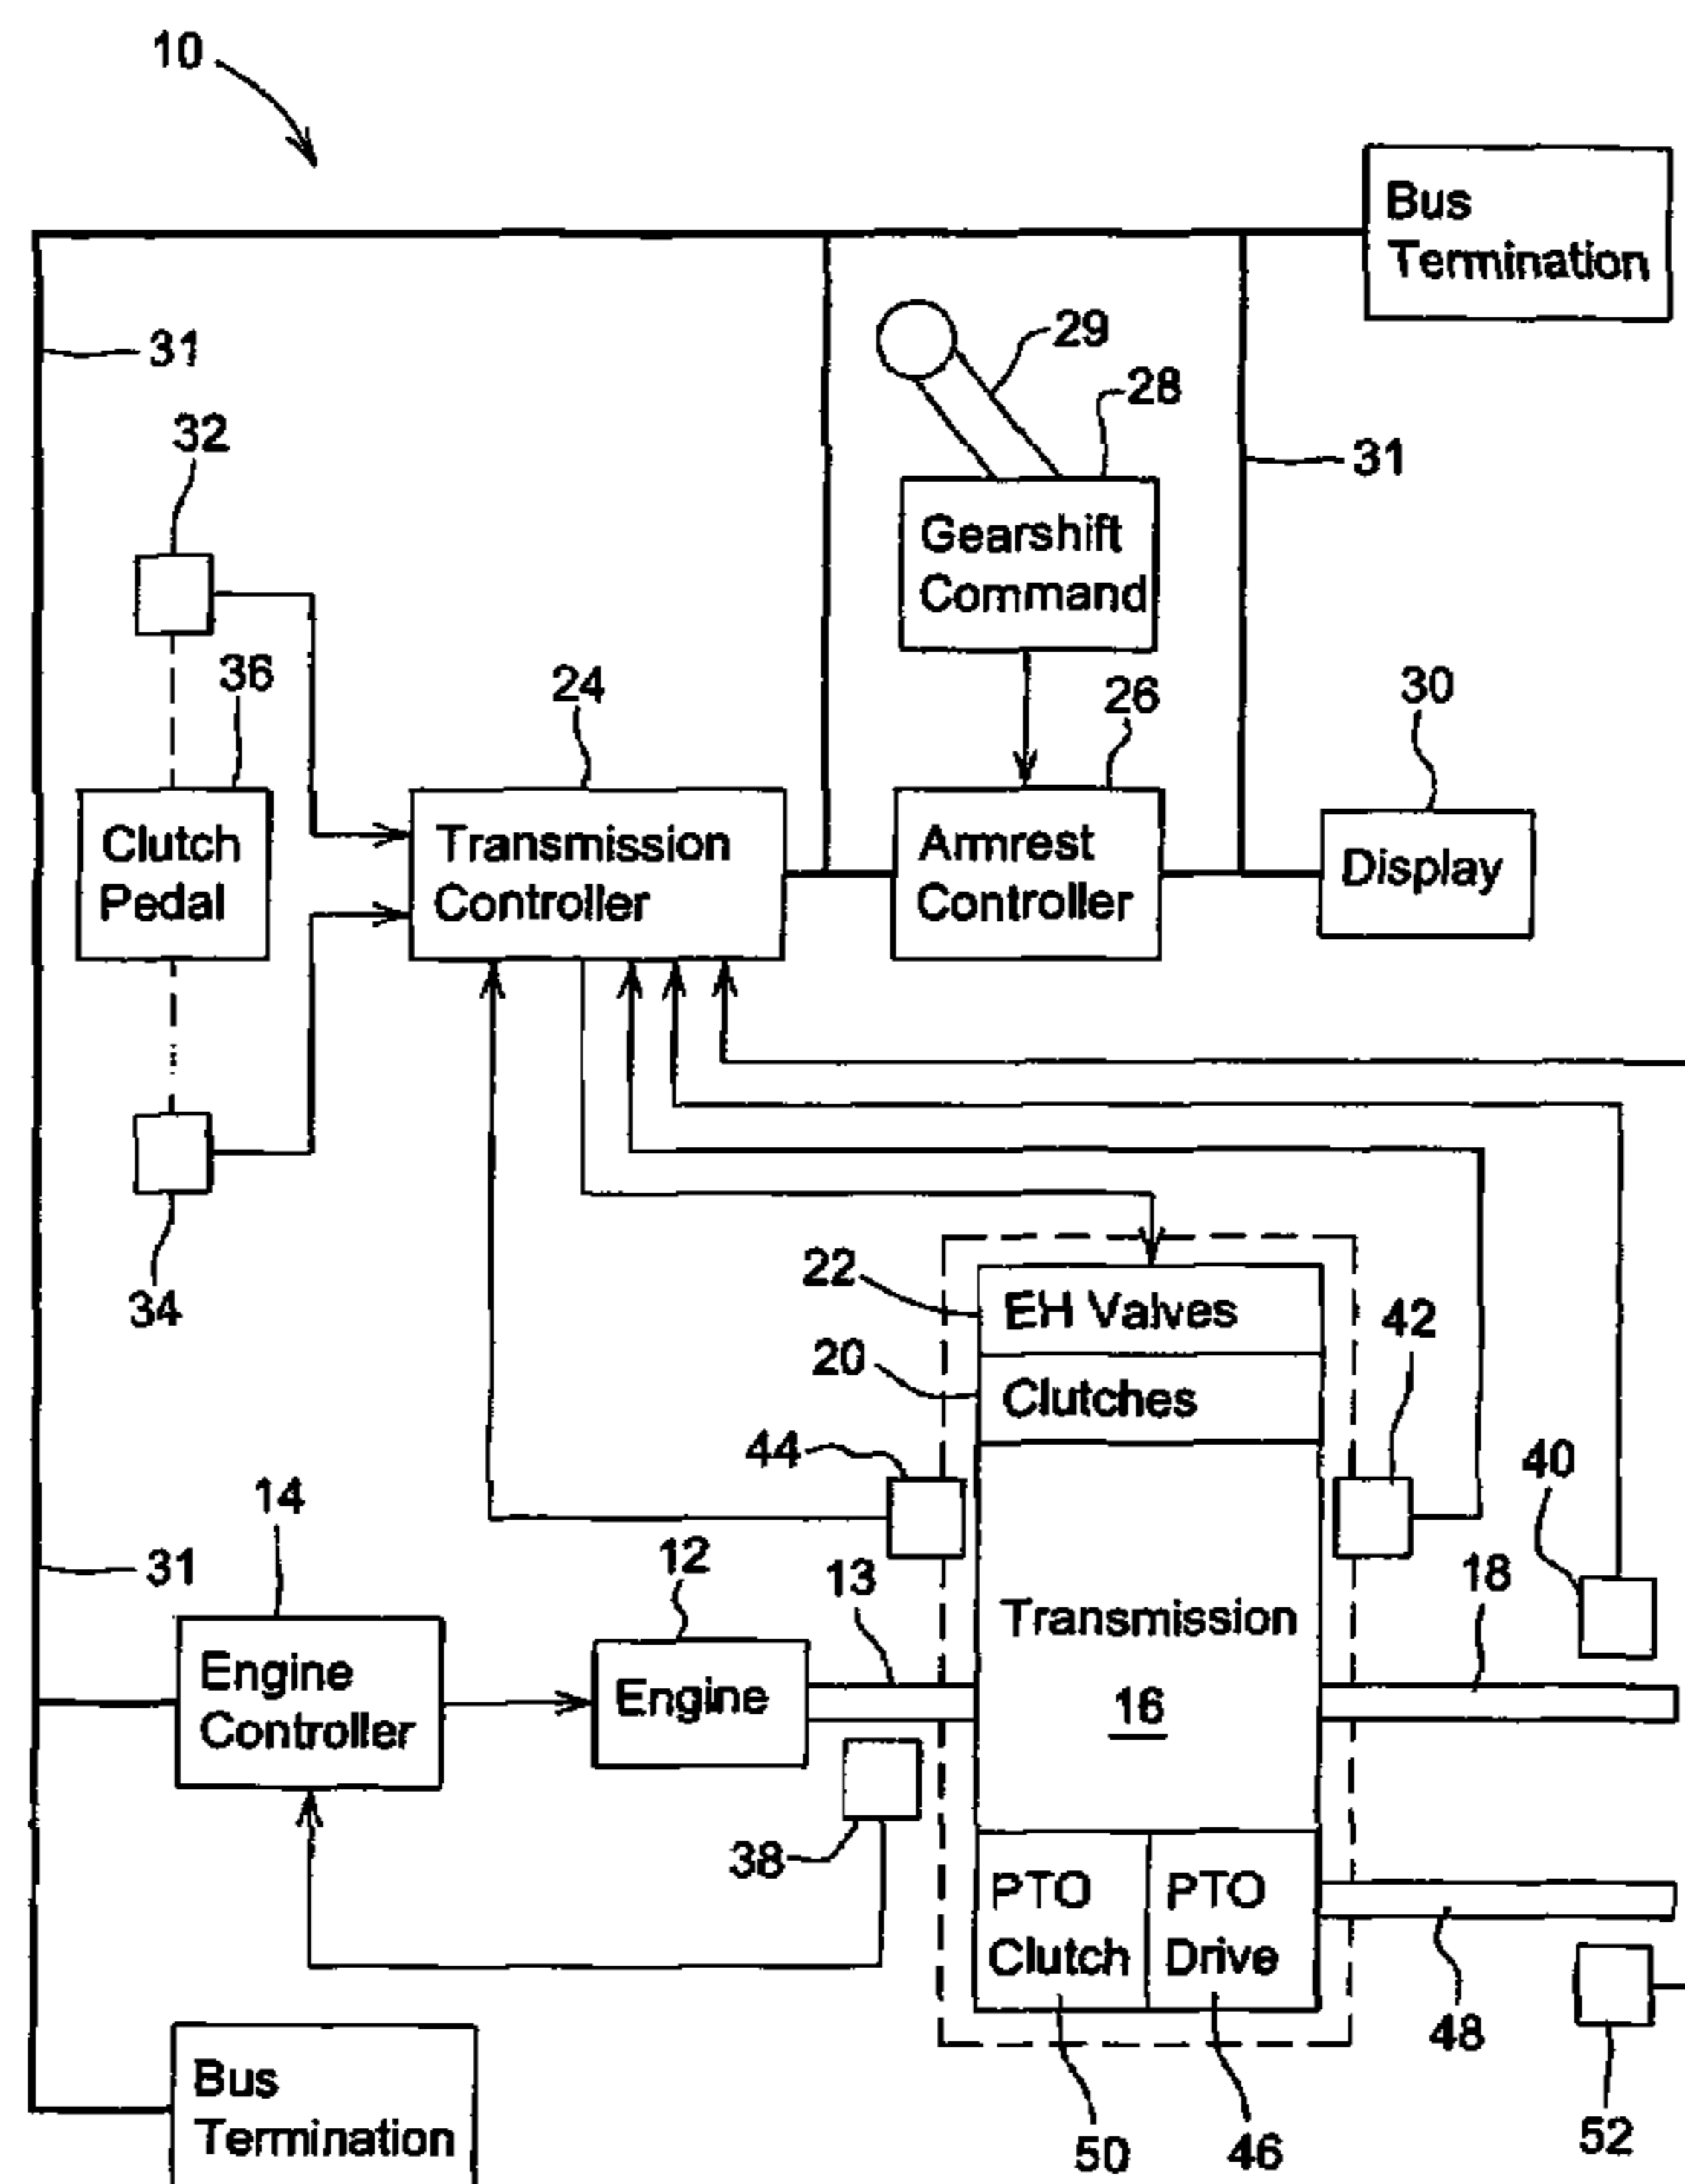 10
Bus
Termination
31
29
28
32
31
Gearshift
Command
36
24
26
30
Clutch
Pedal
Transmission
Controller
Armrest
Controller
Display
34
22
EH Valves
42
20
Clutches
44
40
14
31
12
13
18
Transmission
Engine
Controller
Engine
16
38
PTO
Clutch
PTO
Drive
48
Bus
Termination
50
46
52